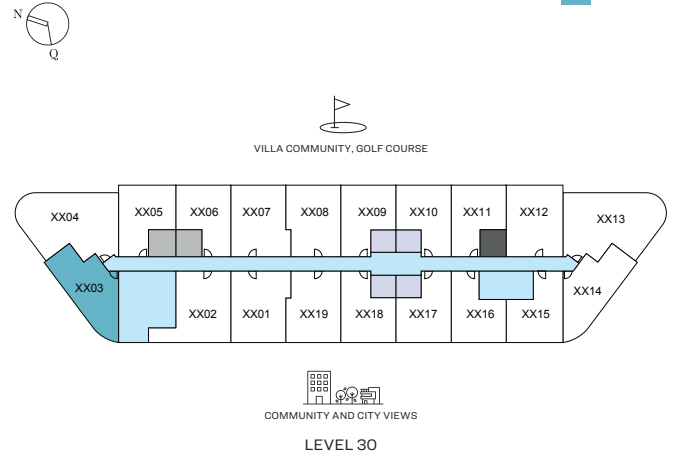 N
Q
VILLA COMMUNITY, GOLF COURSE
XX04
XX05
XX06
XX07
XX08
XX09
XX10
XX11
XX12
XX13
XX03
XX02
XX01
XX19
XX18
XX17
XX16
XX15
XX14
COMMUNITY AND CITY VIEWS
LEVEL 30